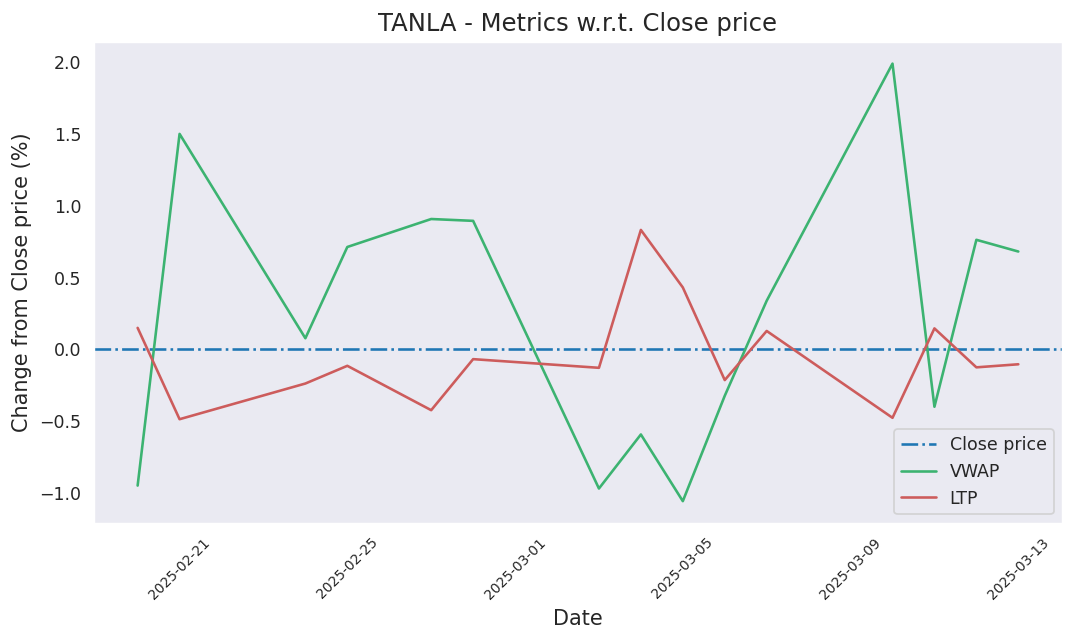 TANLA - Metrics w.r.t. Close price
Change from Close price (%)
2.0
1.5
1.0
0.5
0.0
−0.5
−1.0
Close price
VWAP
LTP
2025-02-21
2025-02-25
2025-03-01
2025-03-05
2025-03-09
2025-03-13
Date